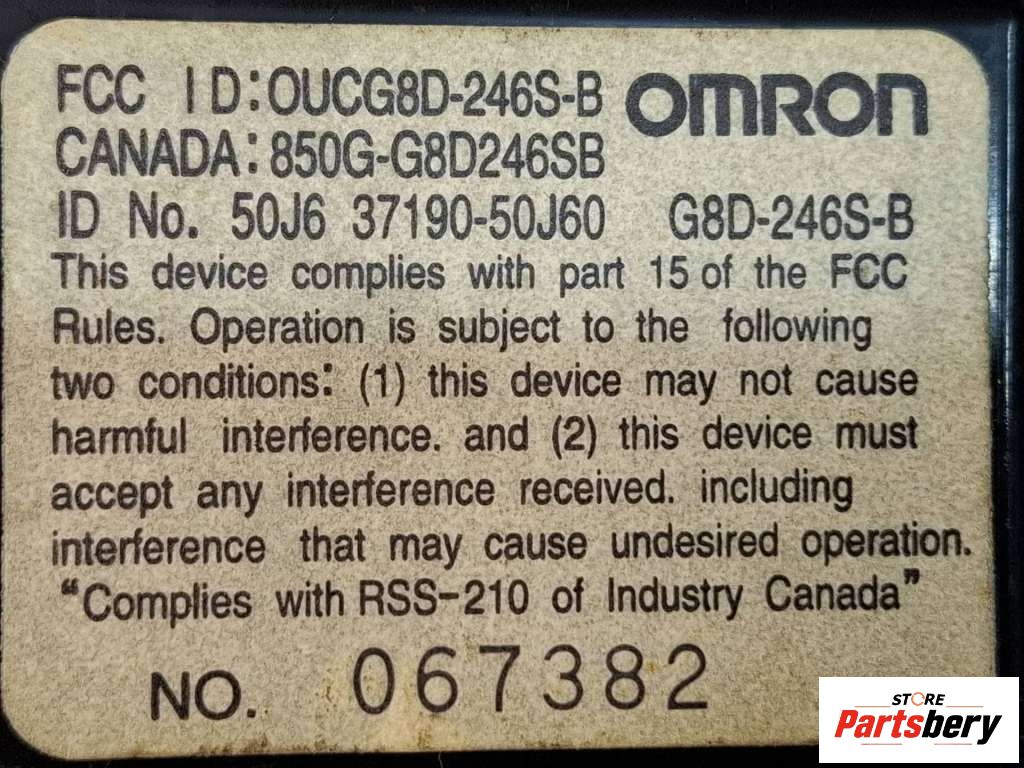 FCC ID:OUCG8D-246S-B OMRON
CANADA:850G-G8D246SB
ID No. 50J6 37190-50J60 G8D-246S-B
This device complies with part 15 of the FCC
Rules. Operation is subject to the following
two conditions: (1) this device may not cause
harmful interference. and (2) this device must
accept any interference received. including
interference that may cause undesired operation.
"Complies with RSS-210 of Industry Canada"
NO. 067382
STORE
Partsbery